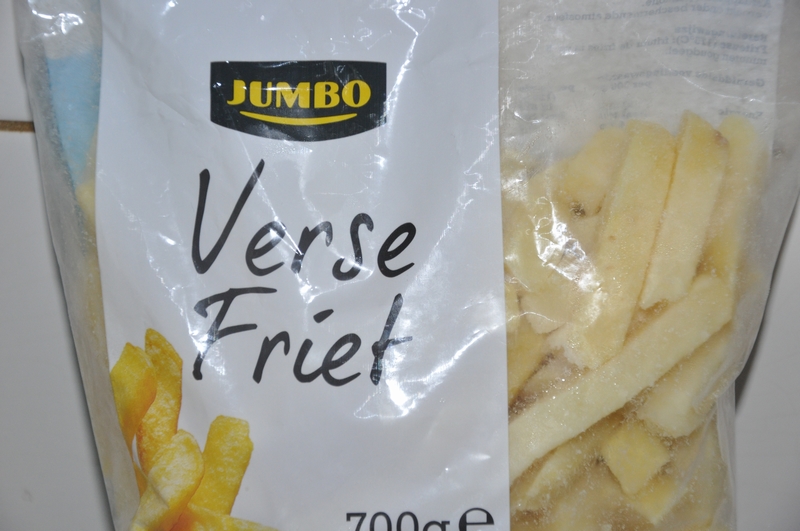 JUMBO
Verse
Friet
700g e